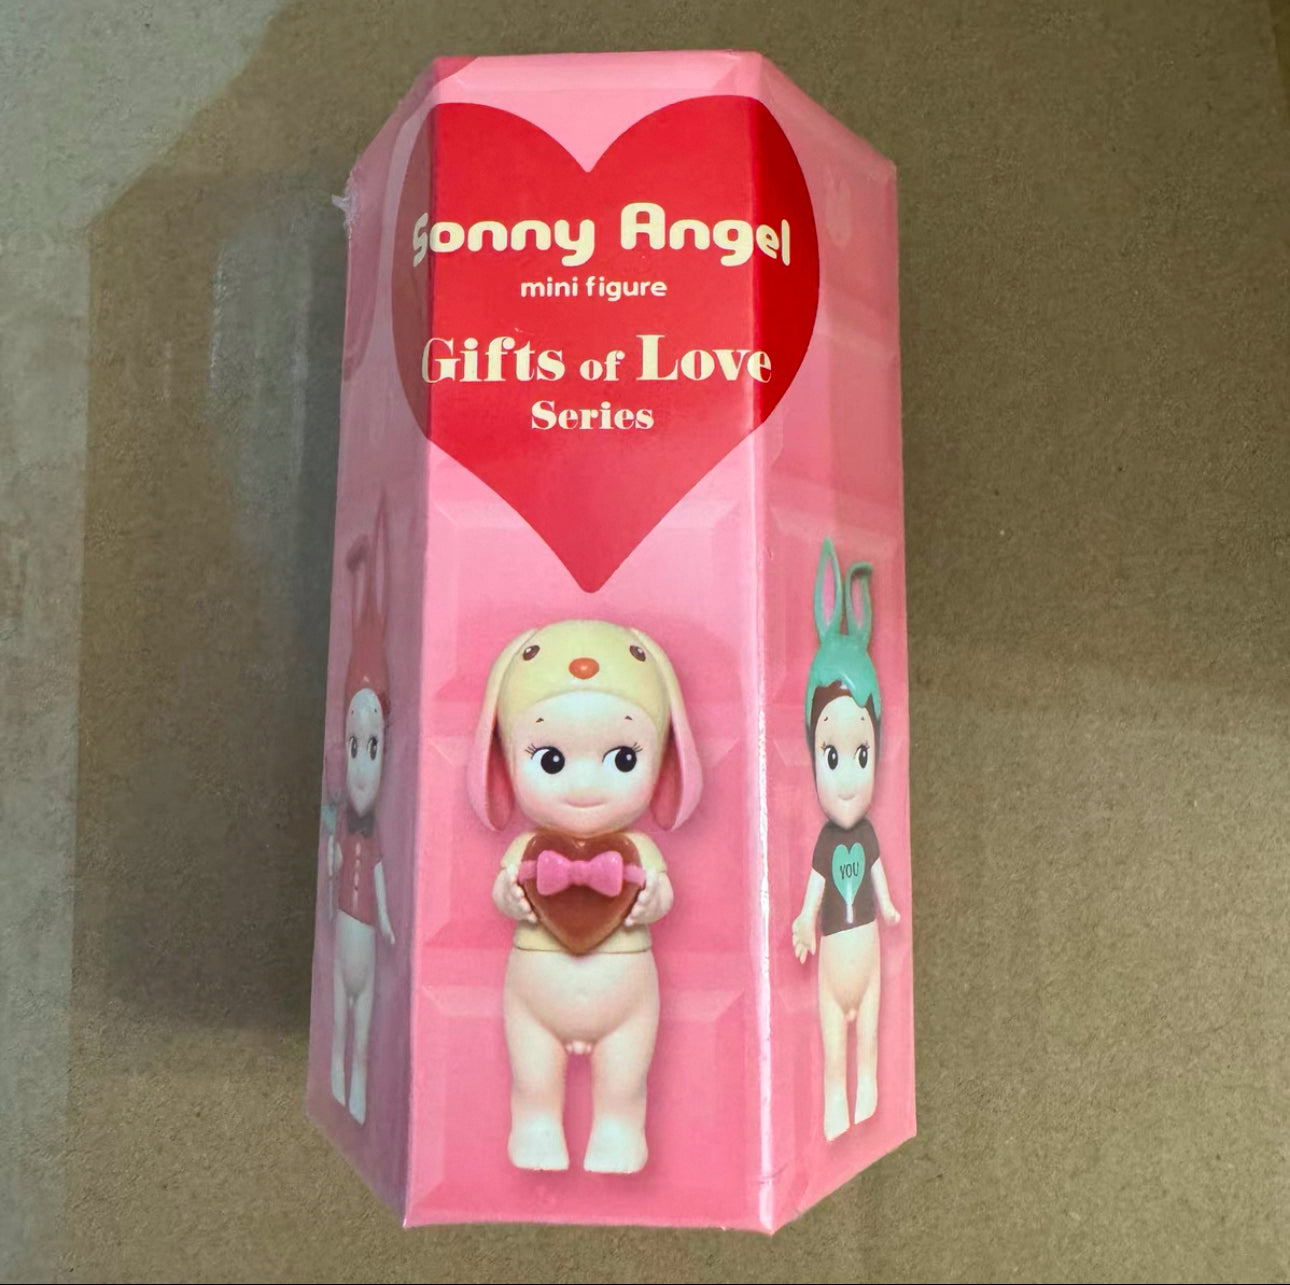 Sonny Angel
mini figure
Gifts of Love
Series
YOU